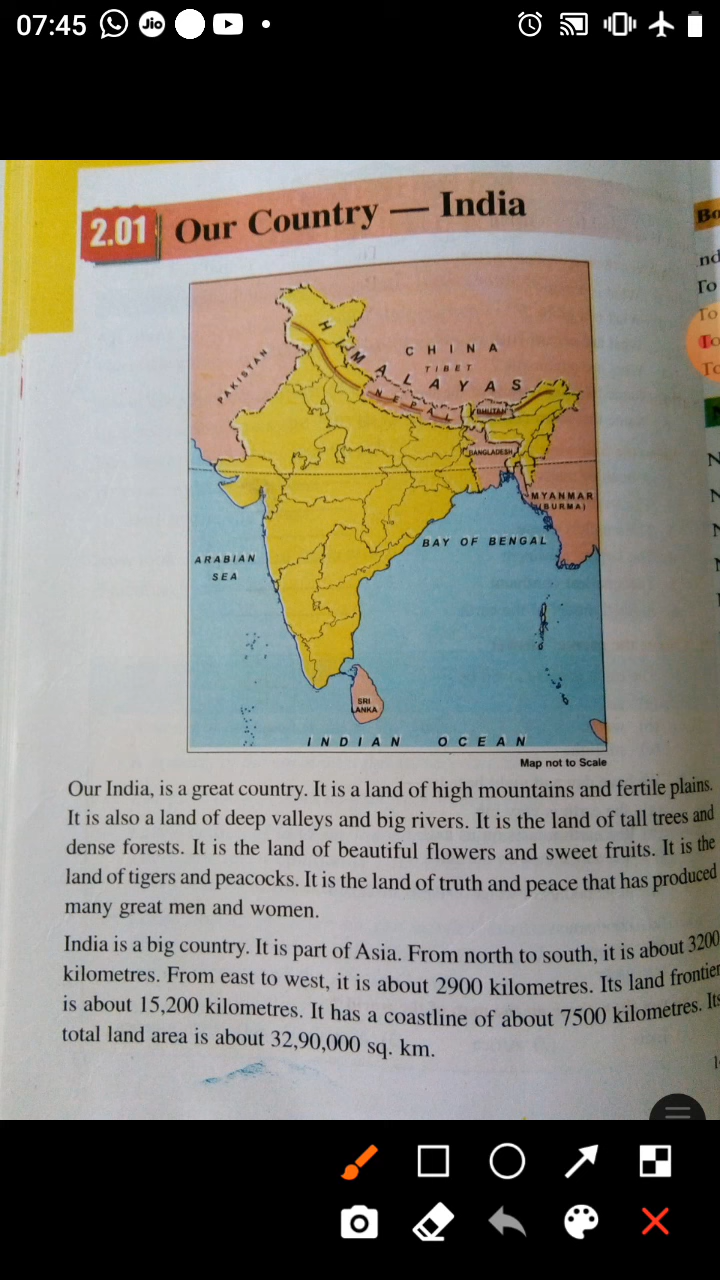 07:45
Jio
2.01 Our Country — India
PAKISTAN
HIMALAYAS
CHINA
TIBET
NEPAL
BHUTAN
BANGLADESH
MYANMAR
(BURMA)
BAY OF BENGAL
ARABIAN
SEA
SRI
LANKA
INDIAN OCEAN
Map not to Scale
Our India, is a great country. It is a land of high mountains and fertile plains.
It is also a land of deep valleys and big rivers. It is the land of tall trees and
dense forests. It is the land of beautiful flowers and sweet fruits. It is the
land of tigers and peacocks. It is the land of truth and peace that has produced
many great men and women.
India is a big country. It is part of Asia. From north to south, it is about 3200
kilometres. From east to west, it is about 2900 kilometres. Its land frontier
is about 15,200 kilometres. It has a coastline of about 7500 kilometres. Its
total land area is about 32,90,000 sq. km.
To
To
To